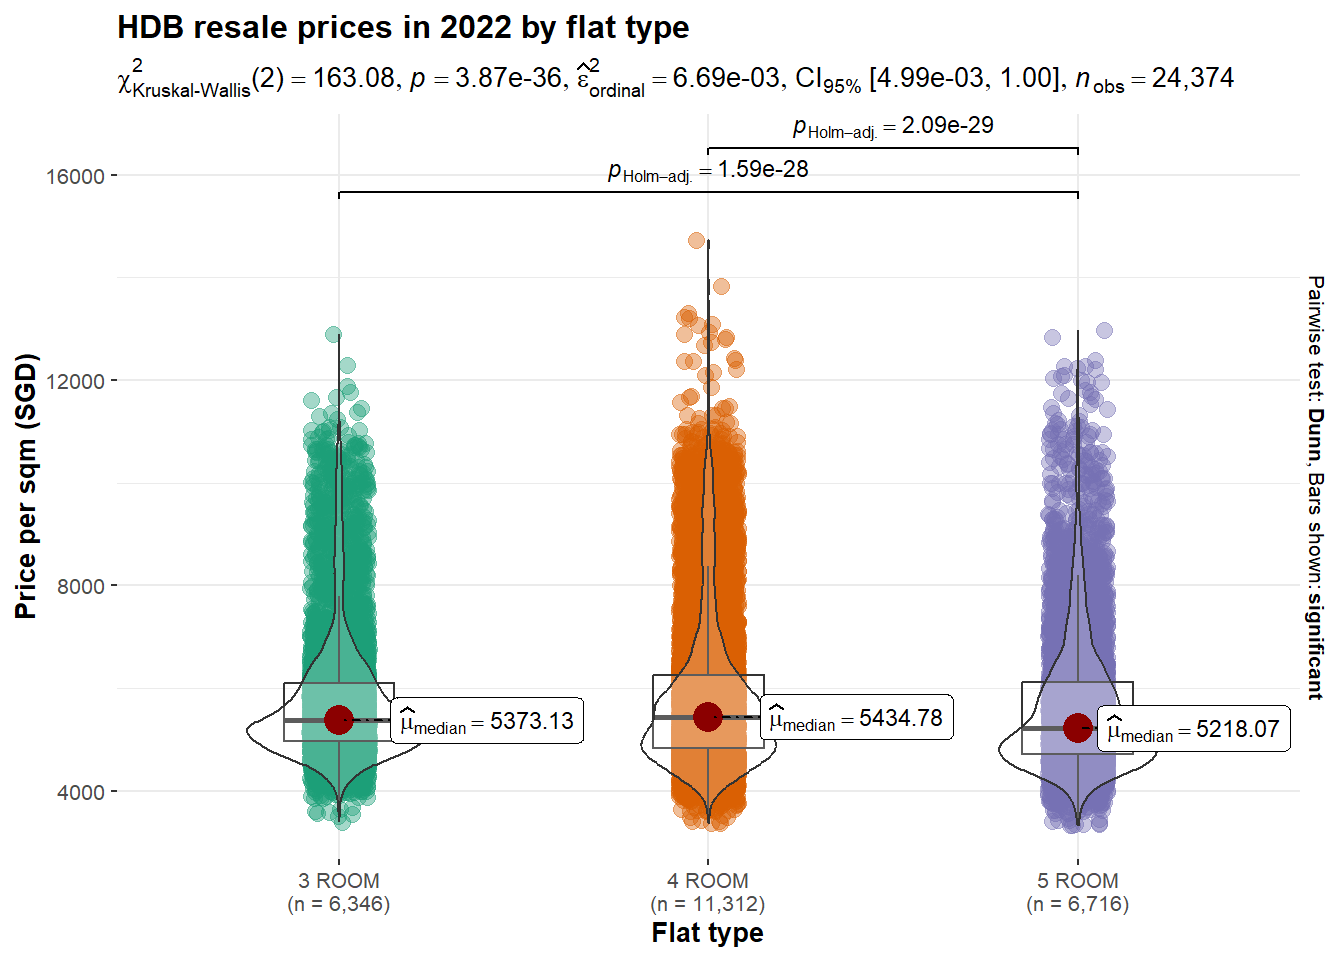 HDB resale prices in 2022 by flat type
χ²Kruskal-Wallis(2) = 163.08, p = 3.87e-36, ε̂²ordinal = 6.69e-03, CI95% [4.99e-03, 1.00], nobs = 24,374
pHolm–adj. = 2.09e-29
pHolm–adj. = 1.59e-28
16000
12000
8000
4000
Price per sqm (SGD)
μ̂median = 5373.13
μ̂median = 5434.78
μ̂median = 5218.07
Pairwise test: Dunn, Bars shown: significant
3 ROOM
(n = 6,346)
4 ROOM
(n = 11,312)
5 ROOM
(n = 6,716)
Flat type